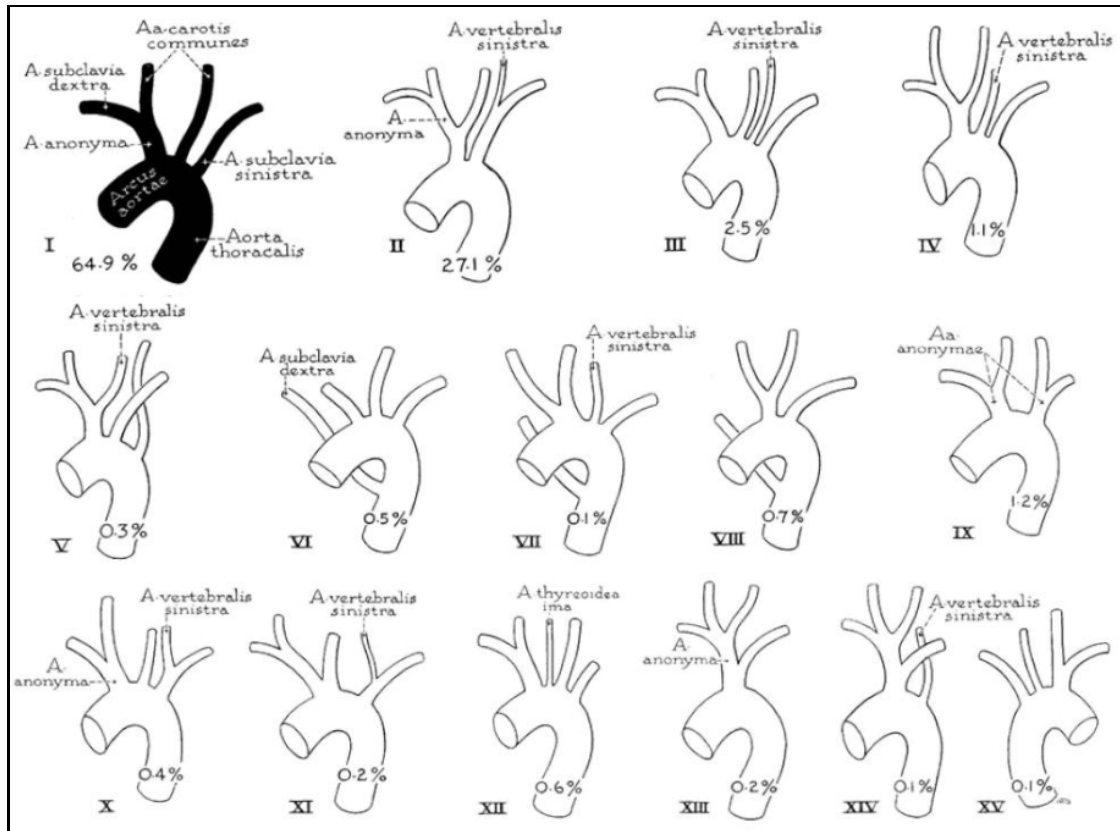 Aa·carotis
communes
A·subclavia
dextra
A·anonyma
A·subclavia
sinistra
Arcus
aortae
Aorta
thoracalis
I
64.9 %
A·vertebralis
sinistra
A·
anonyma
II
27.1 %
A·vertebralis
sinistra
III
2.5 %
A vertebralis
sinistra
IV
1.1 %
A·vertebralis
sinistra
V
0.3 %
A subclavia
dextra
VI
0.5 %
A vertebralis
sinistra
VII
0.1 %
VIII
0.7 %
Aa·
anonymae
IX
1.2 %
A·vertebralis
sinistra
A·
anonyma
X
0.4 %
A·vertebralis
sinistra
XI
0.2 %
A·thyreoidea
ima
XII
0.6 %
A·
anonyma
XIII
0.2 %
A·vertebralis
sinistra
XIV
0.1 %
XV
0.1 %